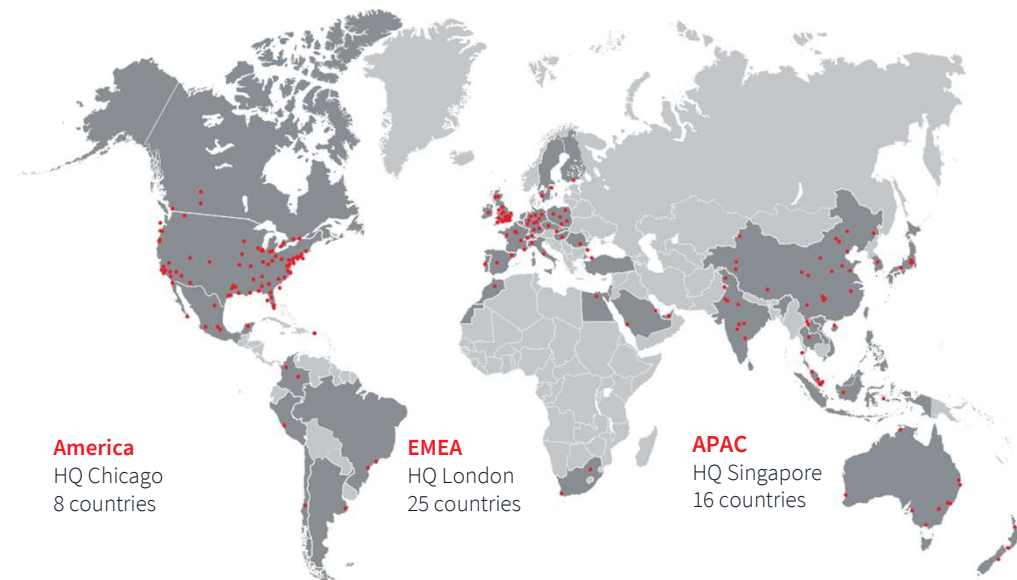 America
HQ Chicago
8 countries
EMEA
HQ London
25 countries
APAC
HQ Singapore
16 countries